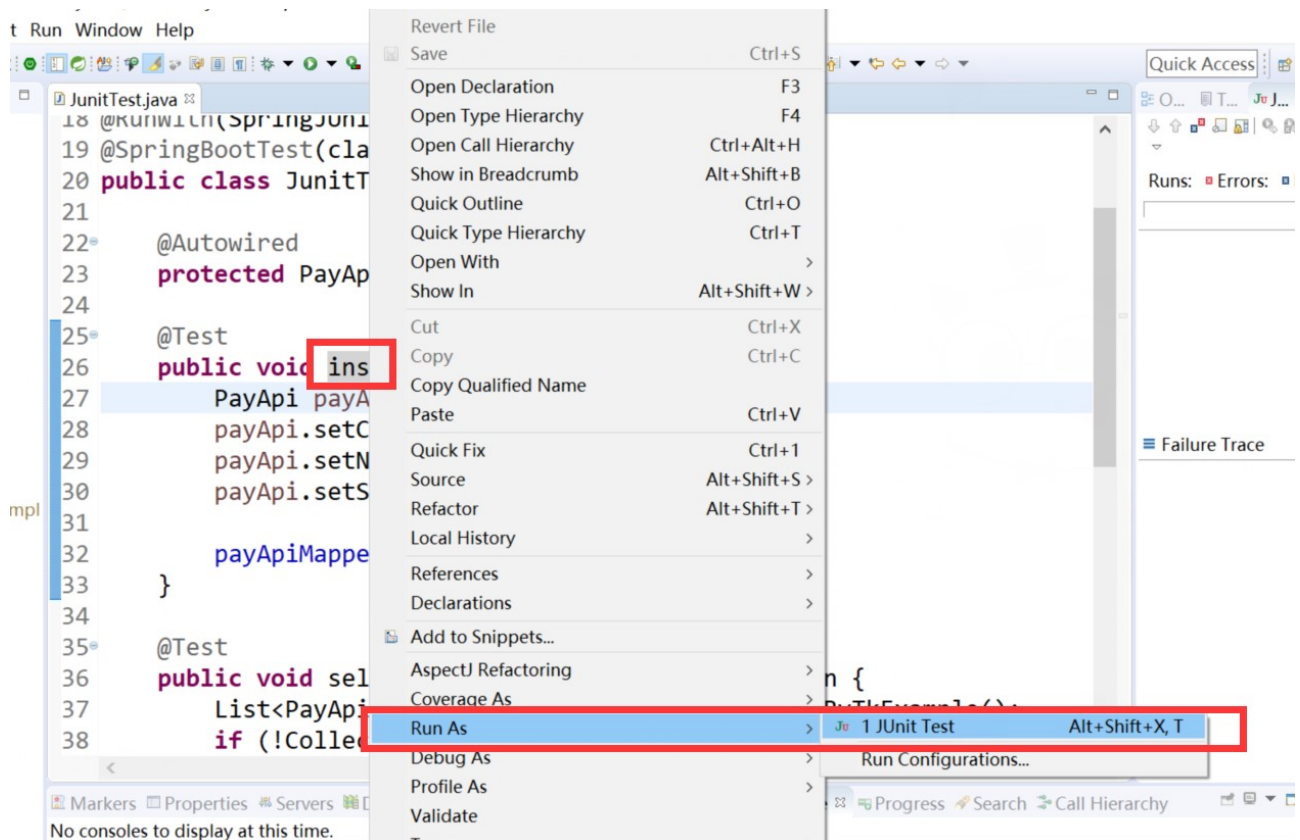 t Run Window Help
Quick Access
JunitTest.java
O... T... Ju J...
18 @RunWith(SpringJUni
19 @SpringBootTest(cla
20 public class JunitT
21
22 @Autowired
23 protected PayAp
24
25 @Test
26 public void ins
27 PayApi payA
28 payApi.setC
29 payApi.setN
30 payApi.setS
31
32 payApiMappe
33 }
34
35 @Test
36 public void sel n {
37 List<PayApi ByTkExample();
38 if (!Collec
mpl
Revert File
Save Ctrl+S
Open Declaration F3
Open Type Hierarchy F4
Open Call Hierarchy Ctrl+Alt+H
Show in Breadcrumb Alt+Shift+B
Quick Outline Ctrl+O
Quick Type Hierarchy Ctrl+T
Open With >
Show In Alt+Shift+W >
Cut Ctrl+X
Copy Ctrl+C
Copy Qualified Name
Paste Ctrl+V
Quick Fix Ctrl+1
Source Alt+Shift+S >
Refactor Alt+Shift+T >
Local History >
References >
Declarations >
Add to Snippets...
AspectJ Refactoring >
Coverage As >
Run As >
Debug As >
Profile As >
Validate
Ju 1 JUnit Test Alt+Shift+X, T
Run Configurations...
Runs: Errors:
Failure Trace
Markers Properties Servers D
Progress Search Call Hierarchy
No consoles to display at this time.